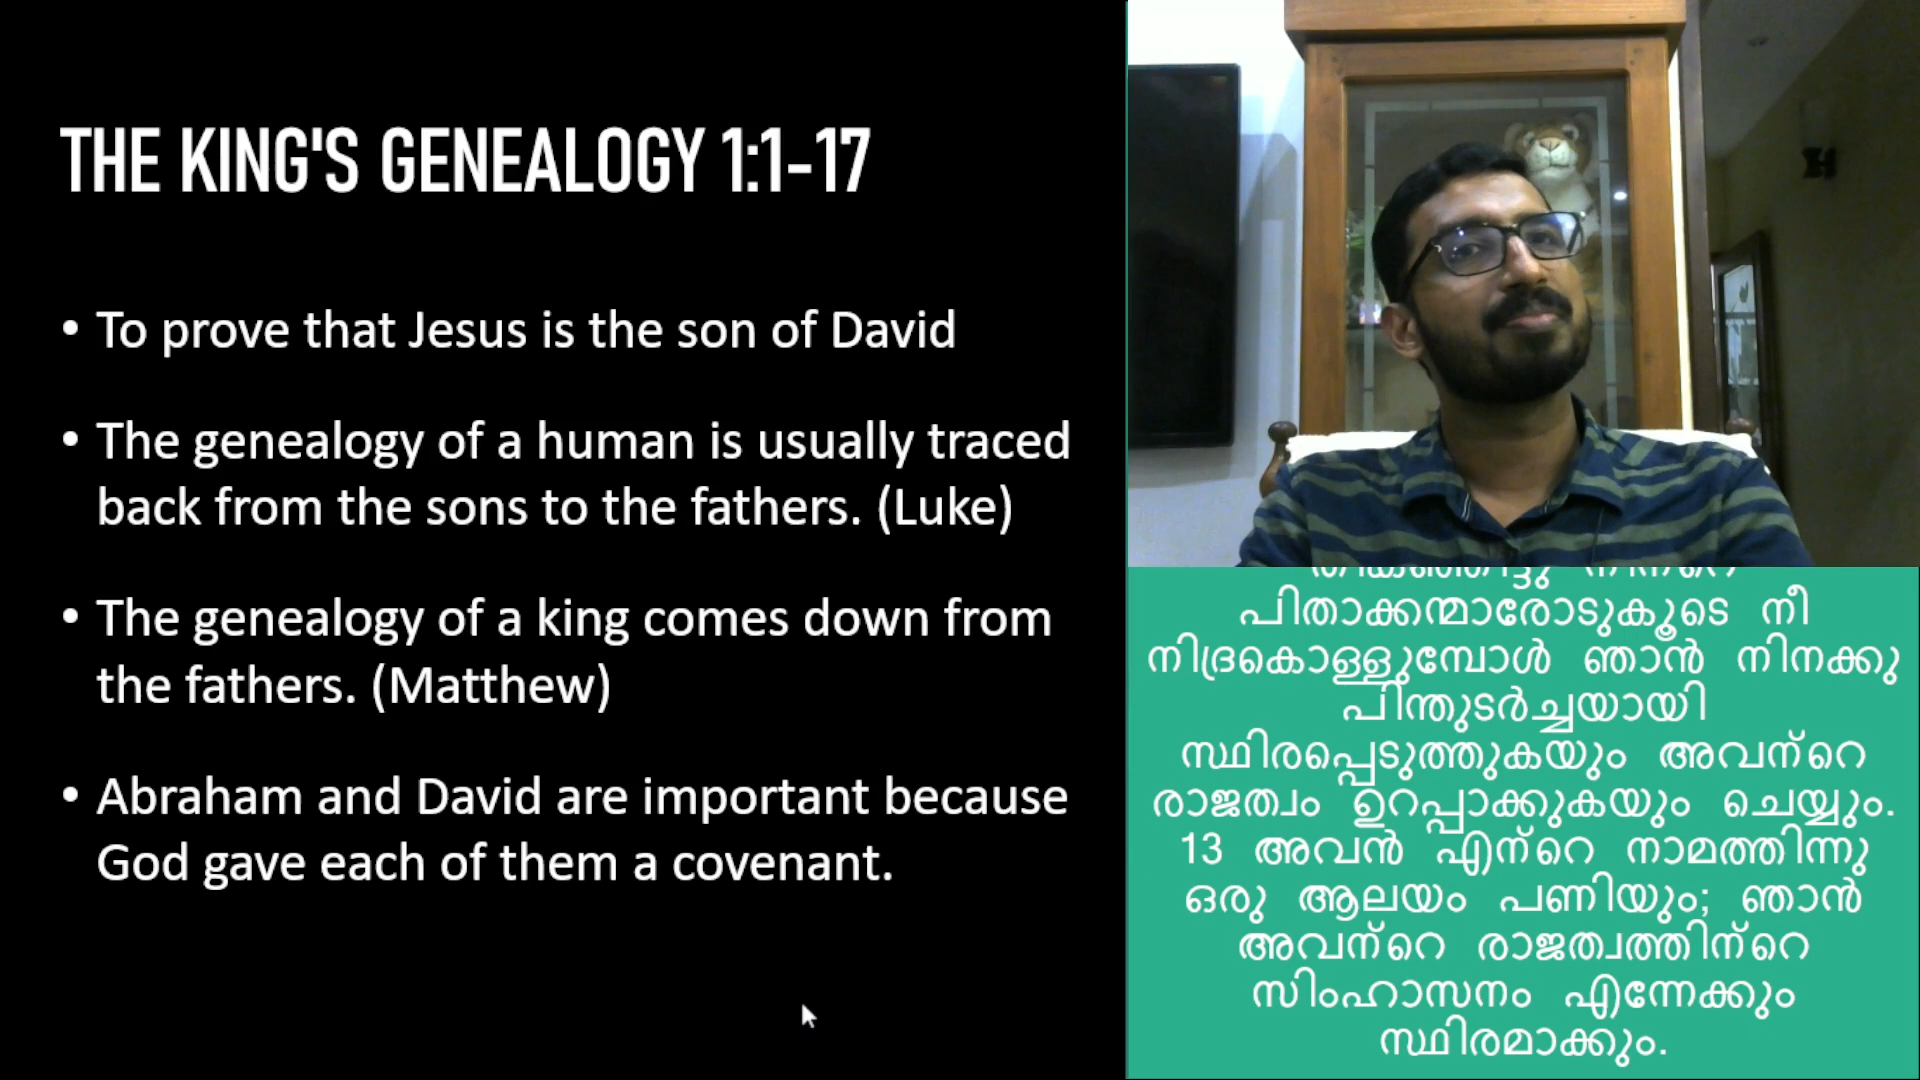 THE KING'S GENEALOGY 1:1-17
• To prove that Jesus is the son of David
• The genealogy of a human is usually traced
back from the sons to the fathers. (Luke)
• The genealogy of a king comes down from
the fathers. (Matthew)
• Abraham and David are important because
God gave each of them a covenant.
പിതാക്കന്മാരോടുകൂടെ നീ
നിദ്രകൊള്ളുമ്പോൾ ഞാൻ നിനക്കു
പിന്തുടർച്ചയായി
സ്ഥിരപ്പെടുത്തുകയും അവന്റെ
രാജത്വം ഉറപ്പാക്കുകയും ചെയ്യും.
13 അവൻ എന്റെ നാമത്തിന്നു
ഒരു ആലയം പണിയും; ഞാൻ
അവന്റെ രാജത്വത്തിന്റെ
സിംഹാസനം എന്നേക്കും
സ്ഥിരമാക്കും.